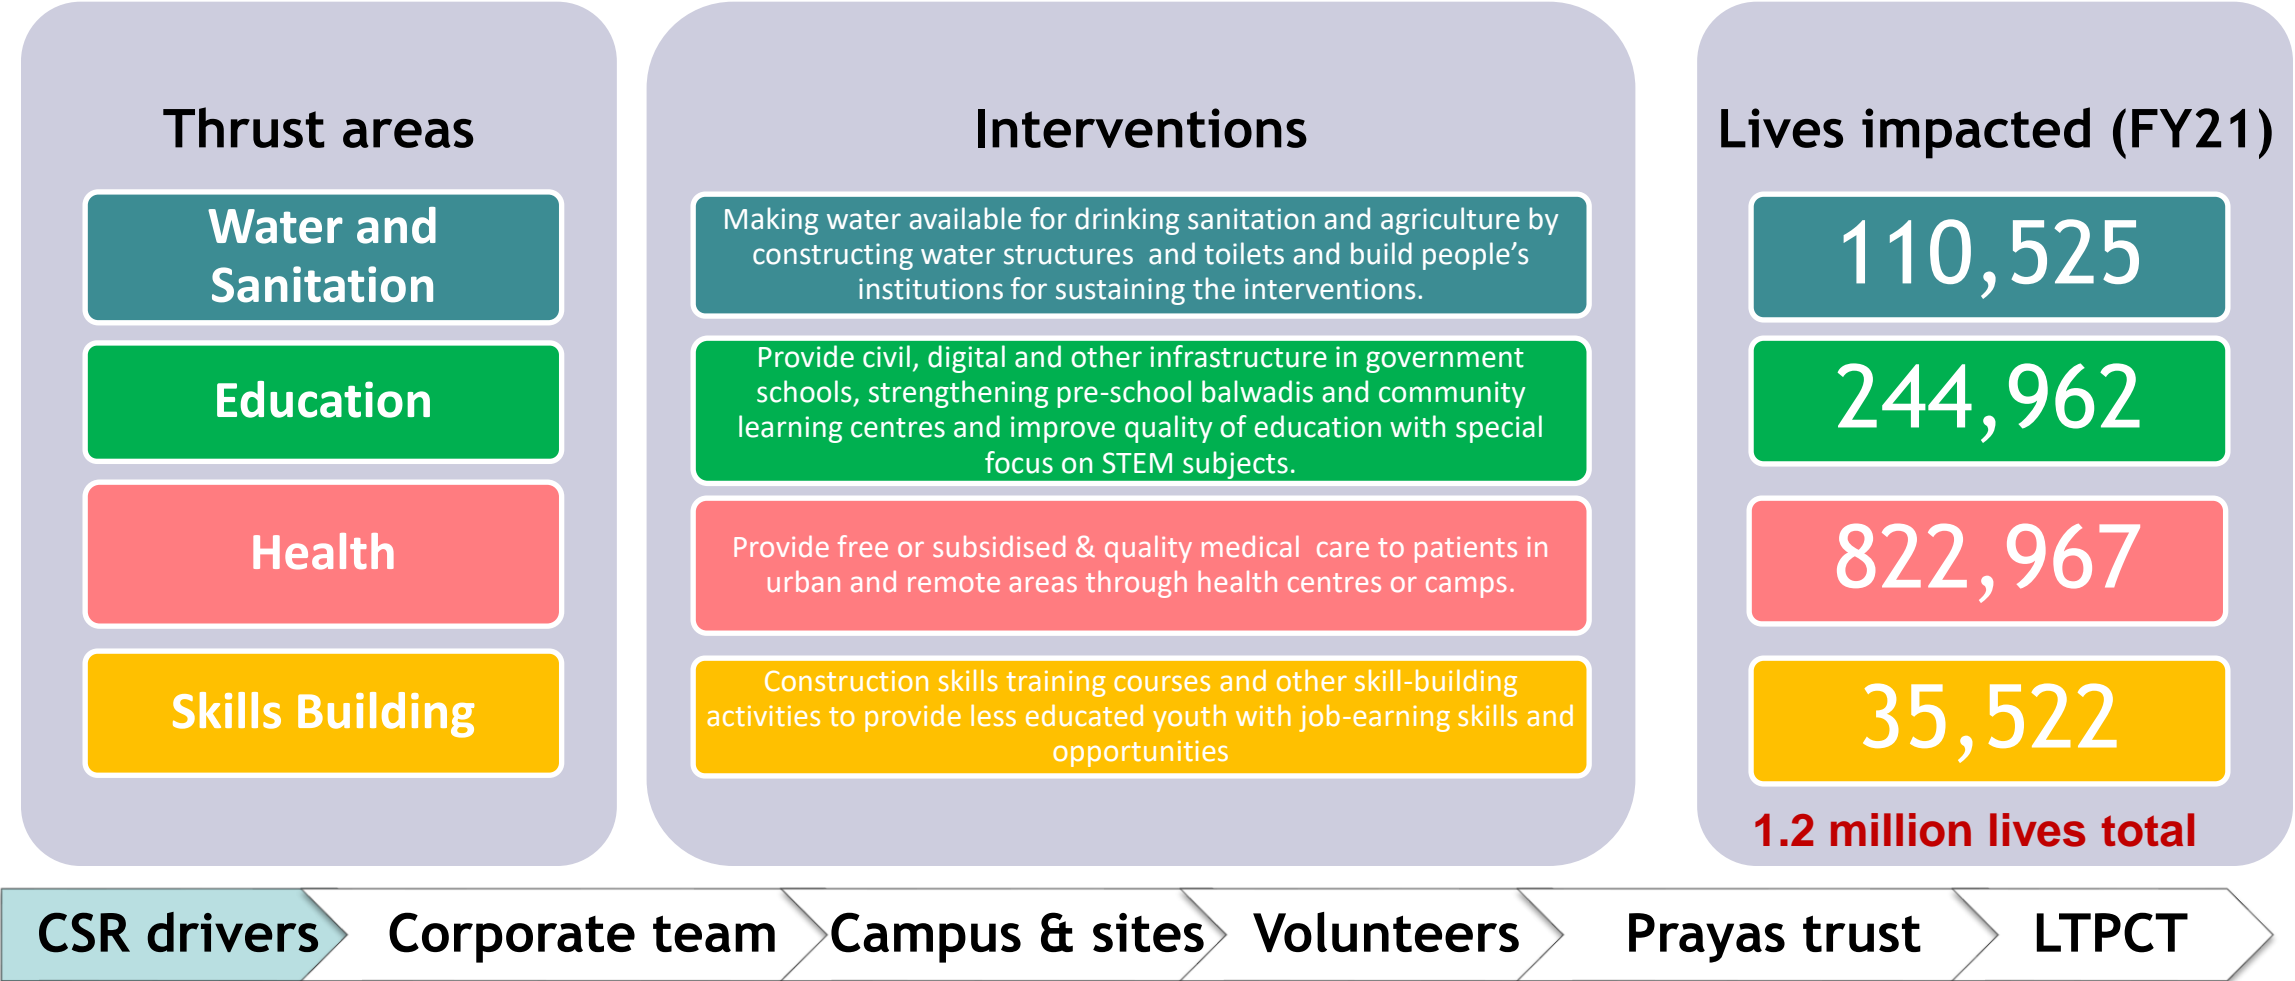 Thrust areas
Water and
Sanitation
Education
Health
Skills Building
Interventions
Making water available for drinking sanitation and agriculture by
constructing water structures and toilets and build people’s
institutions for sustaining the interventions.
Provide civil, digital and other infrastructure in government
schools, strengthening pre-school balwadis and community
learning centres and improve quality of education with special
focus on STEM subjects.
Provide free or subsidised & quality medical care to patients in
urban and remote areas through health centres or camps.
Construction skills training courses and other skill-building
activities to provide less educated youth with job-earning skills and
opportunities
Lives impacted (FY21)
110,525
244,962
822,967
35,522
1.2 million lives total
CSR drivers
Corporate team
Campus & sites
Volunteers
Prayas trust
LTPCT